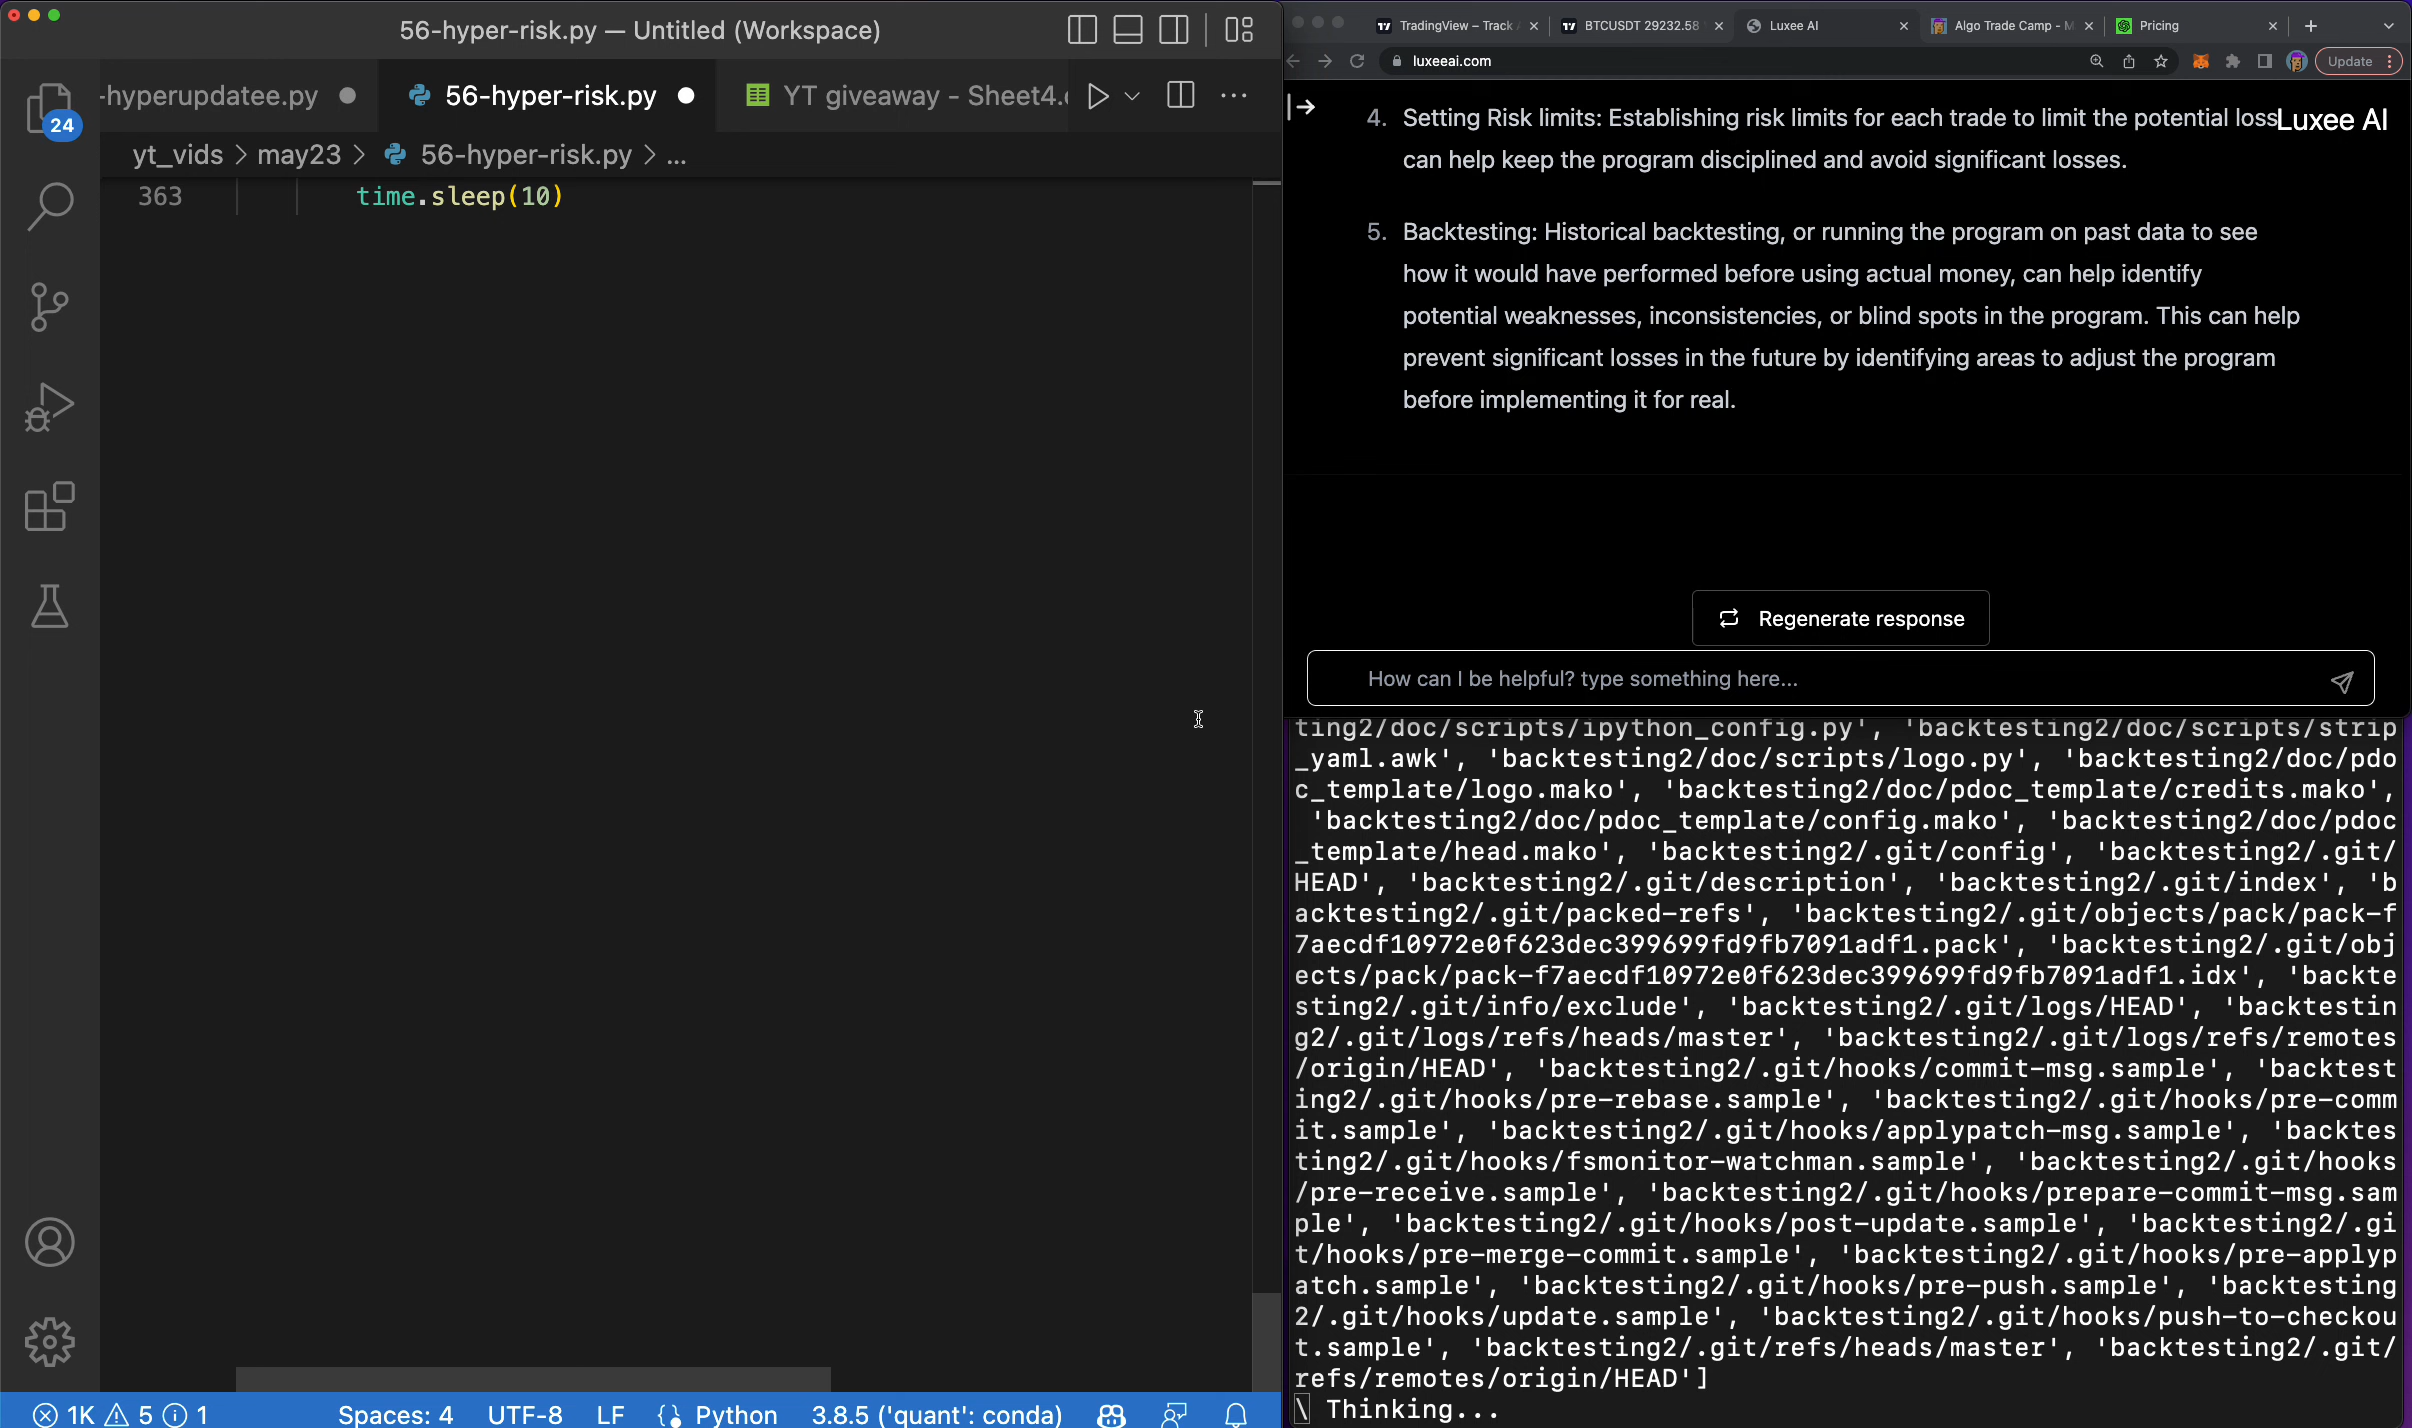 56-hyper-risk.py — Untitled (Workspace)
24
-hyperupdatee.py
56-hyper-risk.py
YT giveaway - Sheet4.
yt_vids > may23 > 56-hyper-risk.py > ...
363 time.sleep(10)
1K 5 1
Spaces: 4 UTF-8 LF {} Python 3.8.5 ('quant': conda)
TradingView – Track
BTCUSDT 29232.58
Luxee AI
Algo Trade Camp - M
Pricing
luxeeai.com
Update
Luxee AI
4. Setting Risk limits: Establishing risk limits for each trade to limit the potential loss
can help keep the program disciplined and avoid significant losses.
5. Backtesting: Historical backtesting, or running the program on past data to see
how it would have performed before using actual money, can help identify
potential weaknesses, inconsistencies, or blind spots in the program. This can help
prevent significant losses in the future by identifying areas to adjust the program
before implementing it for real.
Regenerate response
How can I be helpful? type something here...
ting2/doc/scripts/ipython_config.py', 'backtesting2/doc/scripts/strip
_yaml.awk', 'backtesting2/doc/scripts/logo.py', 'backtesting2/doc/pdo
c_template/logo.mako', 'backtesting2/doc/pdoc_template/credits.mako',
'backtesting2/doc/pdoc_template/config.mako', 'backtesting2/doc/pdoc
_template/head.mako', 'backtesting2/.git/config', 'backtesting2/.git/
HEAD', 'backtesting2/.git/description', 'backtesting2/.git/index', 'b
acktesting2/.git/packed-refs', 'backtesting2/.git/objects/pack/pack-f
7aecdf10972e0f623dec399699fd9fb7091adf1.pack', 'backtesting2/.git/obj
ects/pack/pack-f7aecdf10972e0f623dec399699fd9fb7091adf1.idx', 'backte
sting2/.git/info/exclude', 'backtesting2/.git/logs/HEAD', 'backtestin
g2/.git/logs/refs/heads/master', 'backtesting2/.git/logs/refs/remotes
/origin/HEAD', 'backtesting2/.git/hooks/commit-msg.sample', 'backtest
ing2/.git/hooks/pre-rebase.sample', 'backtesting2/.git/hooks/pre-comm
it.sample', 'backtesting2/.git/hooks/applypatch-msg.sample', 'backtes
ting2/.git/hooks/fsmonitor-watchman.sample', 'backtesting2/.git/hooks
/pre-receive.sample', 'backtesting2/.git/hooks/prepare-commit-msg.sam
ple', 'backtesting2/.git/hooks/post-update.sample', 'backtesting2/.gi
t/hooks/pre-merge-commit.sample', 'backtesting2/.git/hooks/pre-applyp
atch.sample', 'backtesting2/.git/hooks/pre-push.sample', 'backtesting
2/.git/hooks/update.sample', 'backtesting2/.git/hooks/push-to-checkou
t.sample', 'backtesting2/.git/refs/heads/master', 'backtesting2/.git/
refs/remotes/origin/HEAD']
\ Thinking...